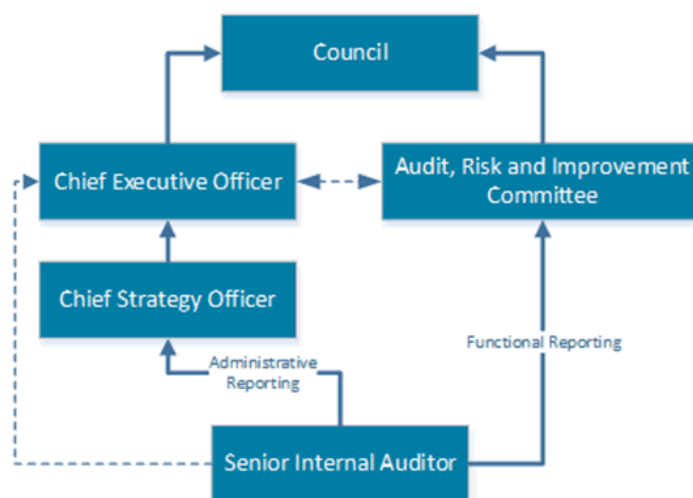 Council
Chief Executive Officer
Audit, Risk and Improvement
Committee
Chief Strategy Officer
Functional Reporting
Administrative
Reporting
Senior Internal Auditor